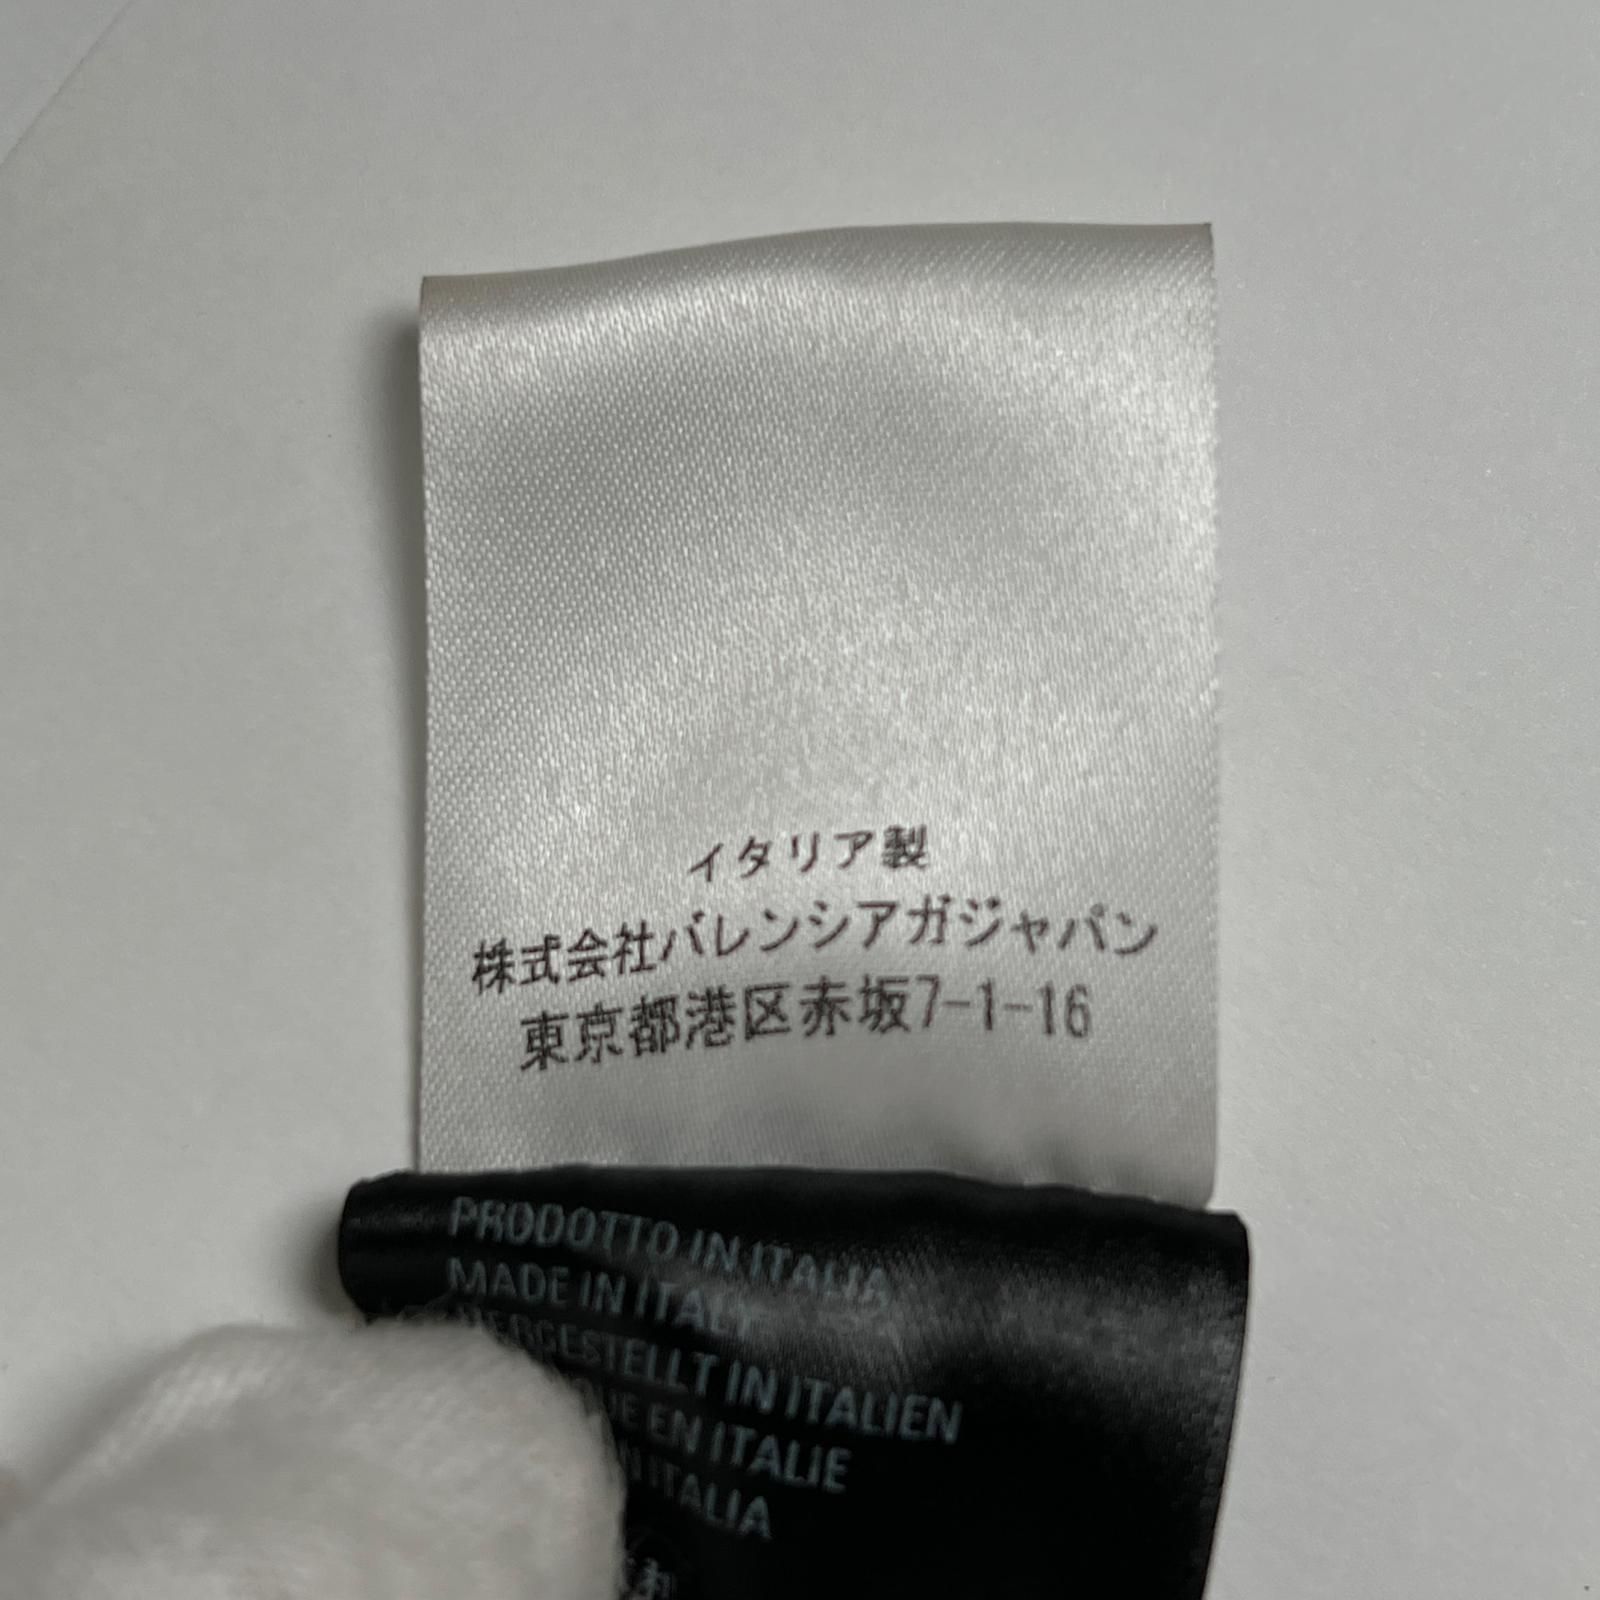 イタリア製
株式会社バレンシアガジャパン
東京都港区赤坂7-1-16
PRODOTTO IN ITALIA
MADE IN ITALY
HERGESTELLT IN ITALIEN
EN ITALIE
ITALIA